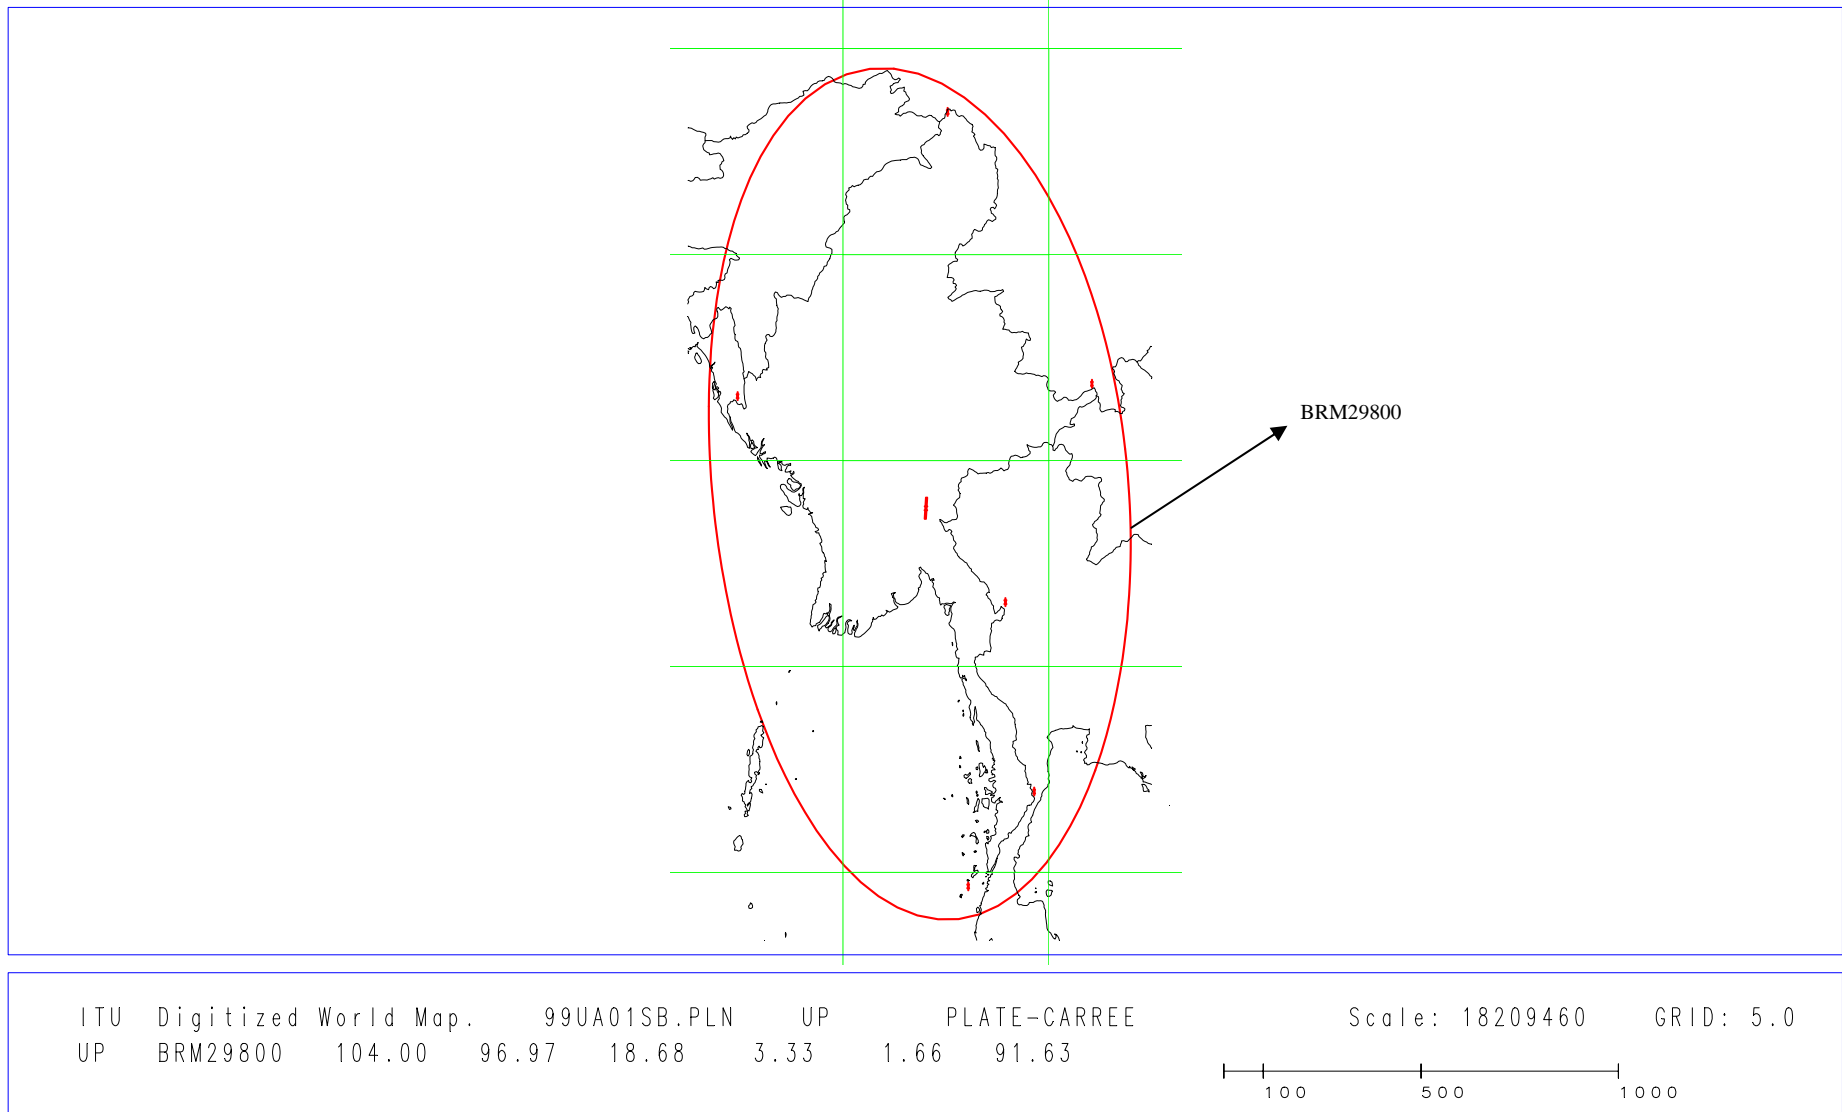 BRM29800
ITU Digitized World Map. 99UA01SB.PLN UP PLATE-CARREE Scale: 18209460 GRID: 5.0
UP BRM29800 104.00 96.97 18.68 3.33 1.66 91.63
100 500 1000